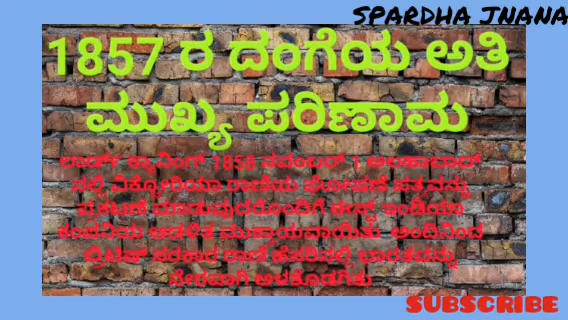 SPARDHA JNANA
1857 ರ ದಂಗೆಯ ಅತಿ
ಮುಖ್ಯ ಪರಿಣಾಮ
ಲಾರ್ಡ್ ಕ್ಯಾನಿಂಗ್ 1858 ನವೆಂಬರ್ 1 ಅಲಹಾಬಾದ್
ನಲ್ಲಿ ವಿಕ್ಟೋರಿಯಾ ರಾಣಿಯ ಘೋಷಣೆ ಪತ್ರವನ್ನು
ಪ್ರಕಟಣೆ ಮಾಡುವುದರೊಂದಿಗೆ ಈಸ್ಟ್ ಇಂಡಿಯಾ
ಕಂಪನಿಯ ಆಡಳಿತ ಮುಕ್ತಾಯವಾಯಿತು ಅಂದಿನಿಂದ
ಬ್ರಿಟಿಷ್ ಸರಕಾರ ರಾಣಿ ಹೆಸರಿನಲ್ಲಿ ಭಾರತವನ್ನು
ನೇರವಾಗಿ ಆಳತೊಡಗಿತು
SUBSCRIBE